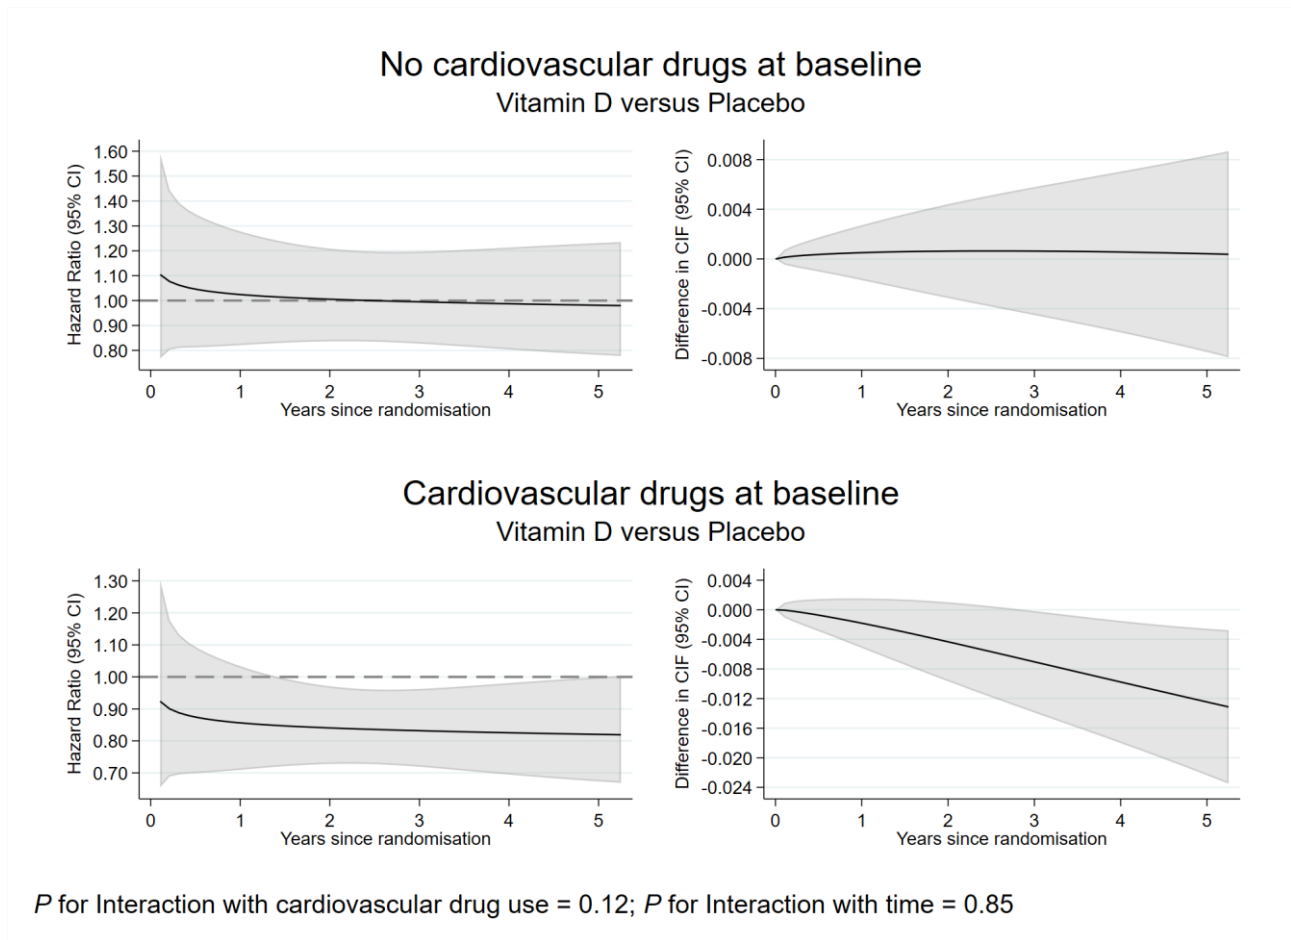 No cardiovascular drugs at baseline
Vitamin D versus Placebo
Hazard Ratio (95% CI)
1.60
1.50
1.40
1.30
1.20
1.10
1.00
0.90
0.80
0 1 2 3 4 5
Years since randomisation
Difference in CIF (95% CI)
0.008
0.004
0.000
-0.004
-0.008
0 1 2 3 4 5
Years since randomisation
Cardiovascular drugs at baseline
Vitamin D versus Placebo
Hazard Ratio (95% CI)
1.30
1.20
1.10
1.00
0.90
0.80
0.70
0 1 2 3 4 5
Years since randomisation
Difference in CIF (95% CI)
0.004
0.000
-0.004
-0.008
-0.012
-0.016
-0.020
-0.024
0 1 2 3 4 5
Years since randomisation
P for Interaction with cardiovascular drug use = 0.12; P for Interaction with time = 0.85